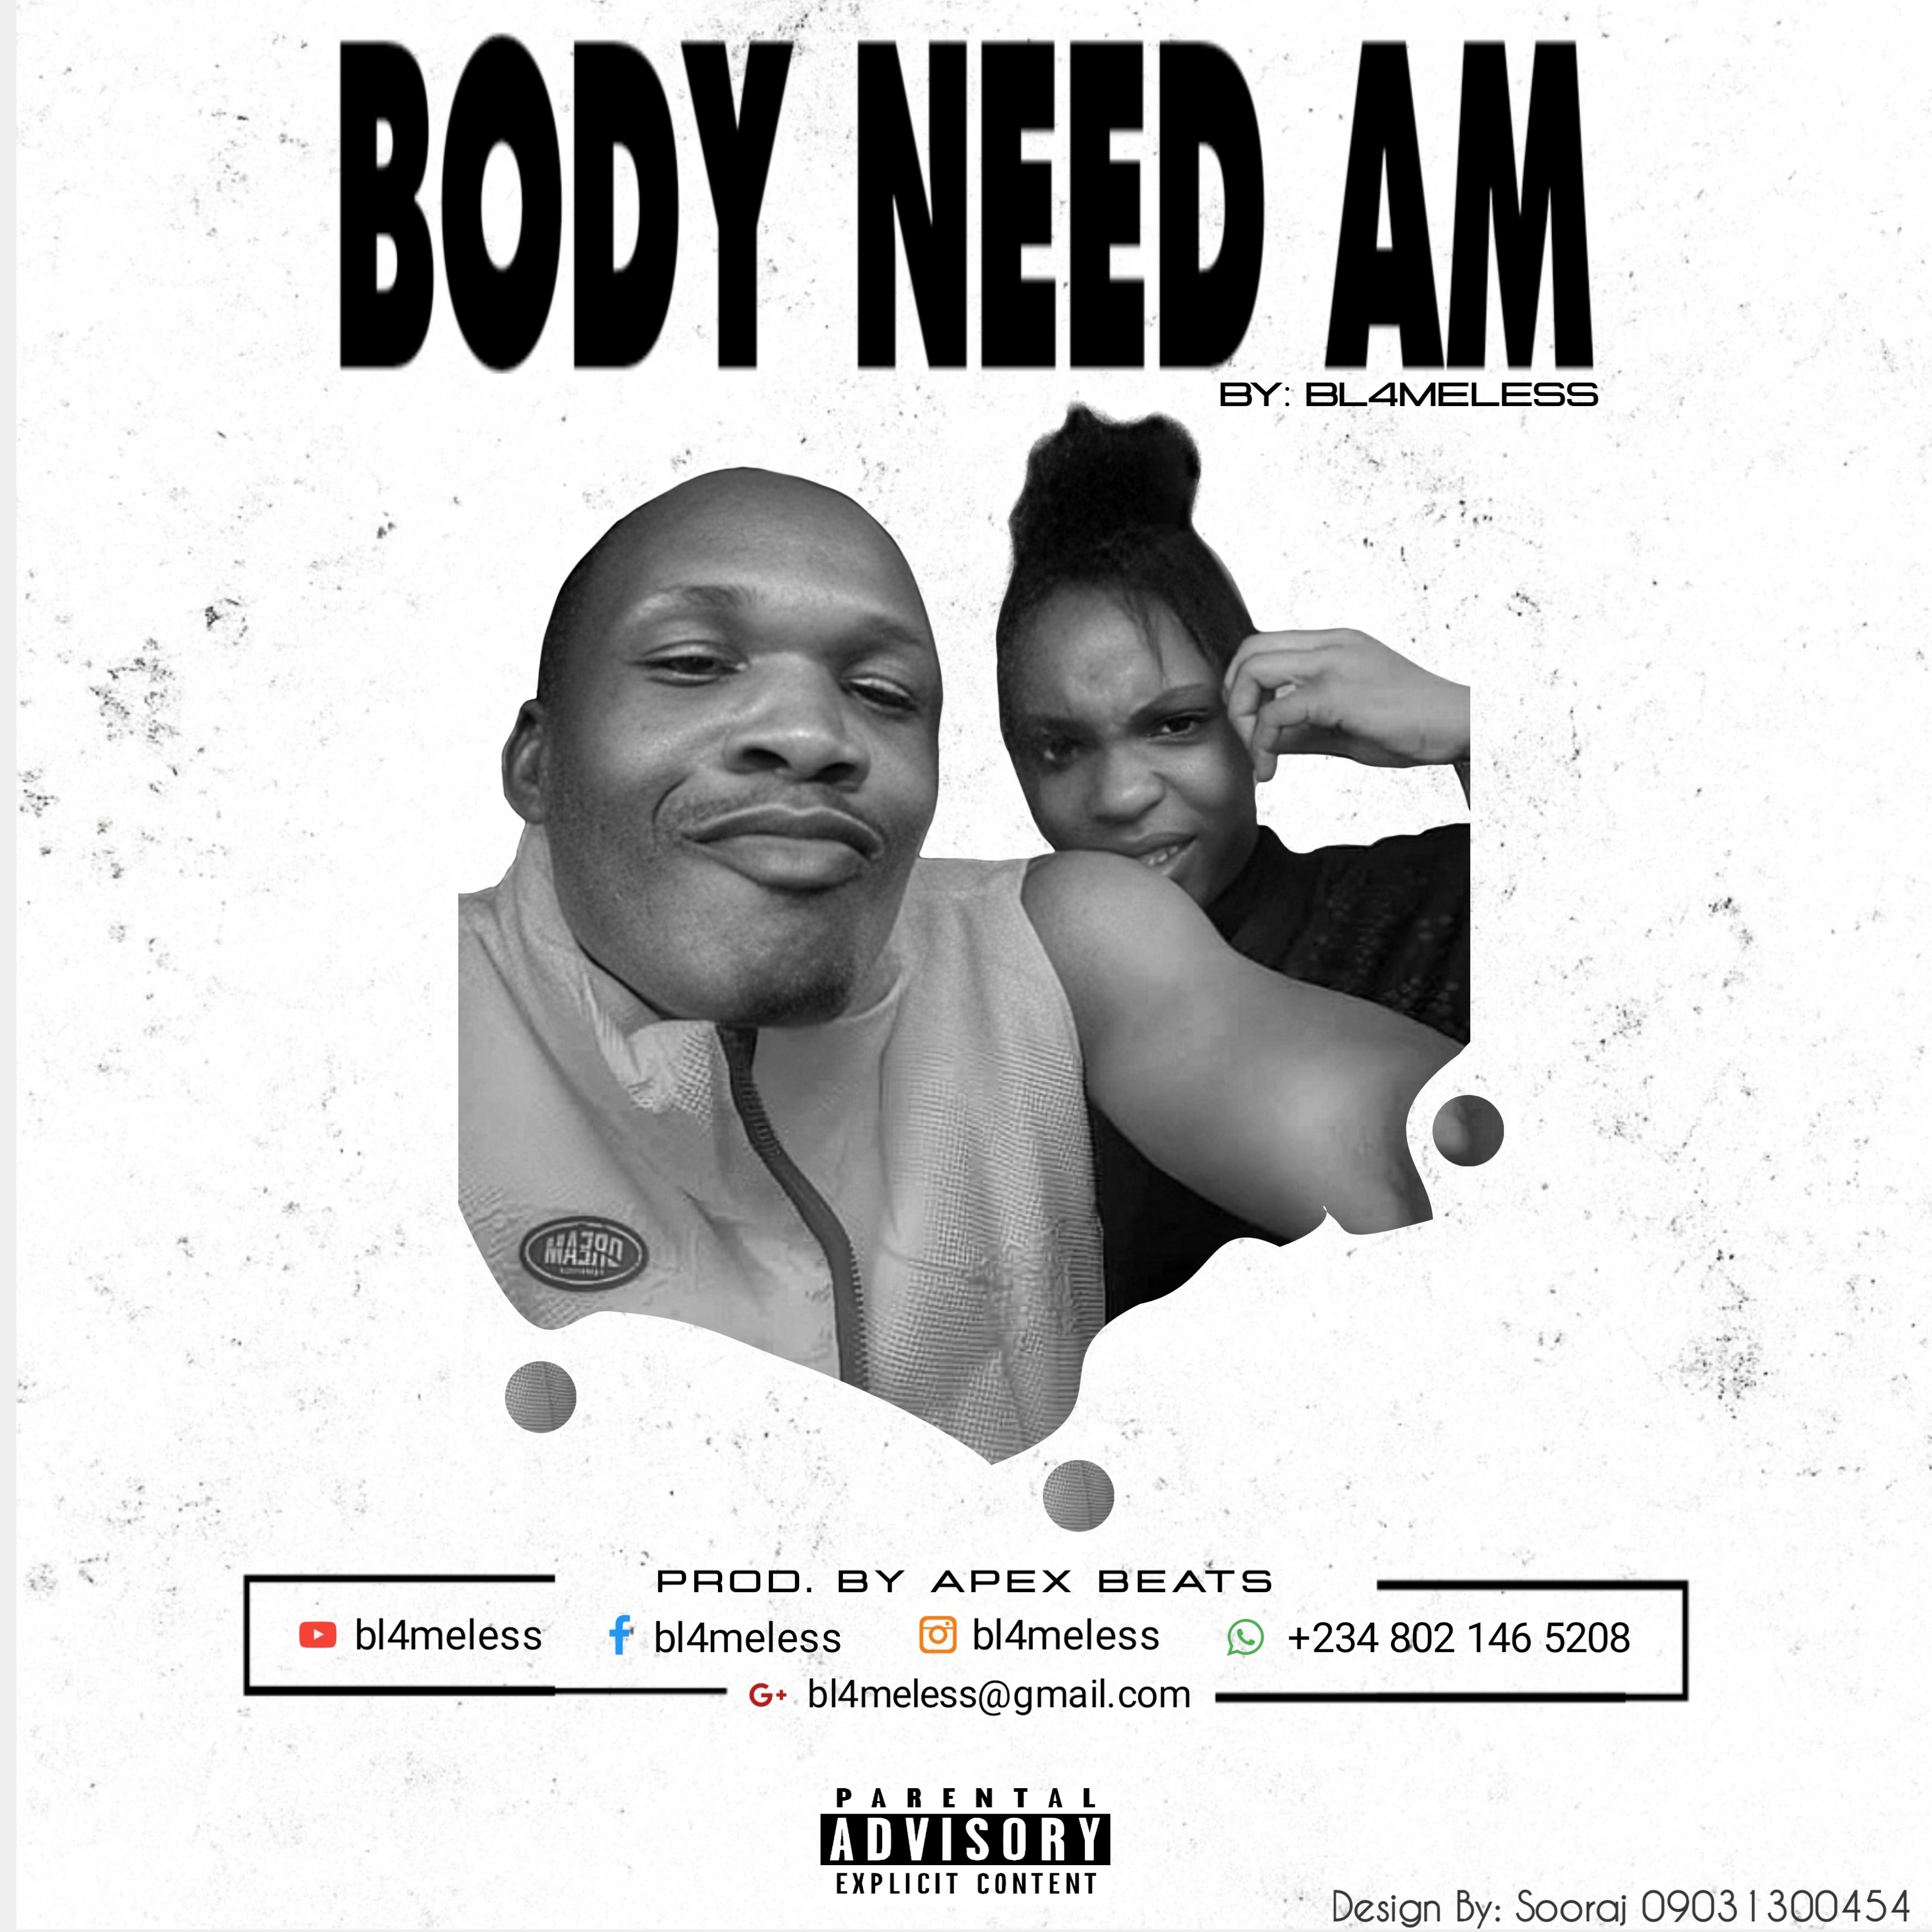 BODY NEED AM
BY: BL4MELESS
DREAM
PROD. BY APEX BEATS
bl4meless bl4meless bl4meless +234 802 146 5208
G+ bl4meless@gmail.com
PARENTAL
ADVISORY
EXPLICIT CONTENT
Design By: Sooraj 09031300454